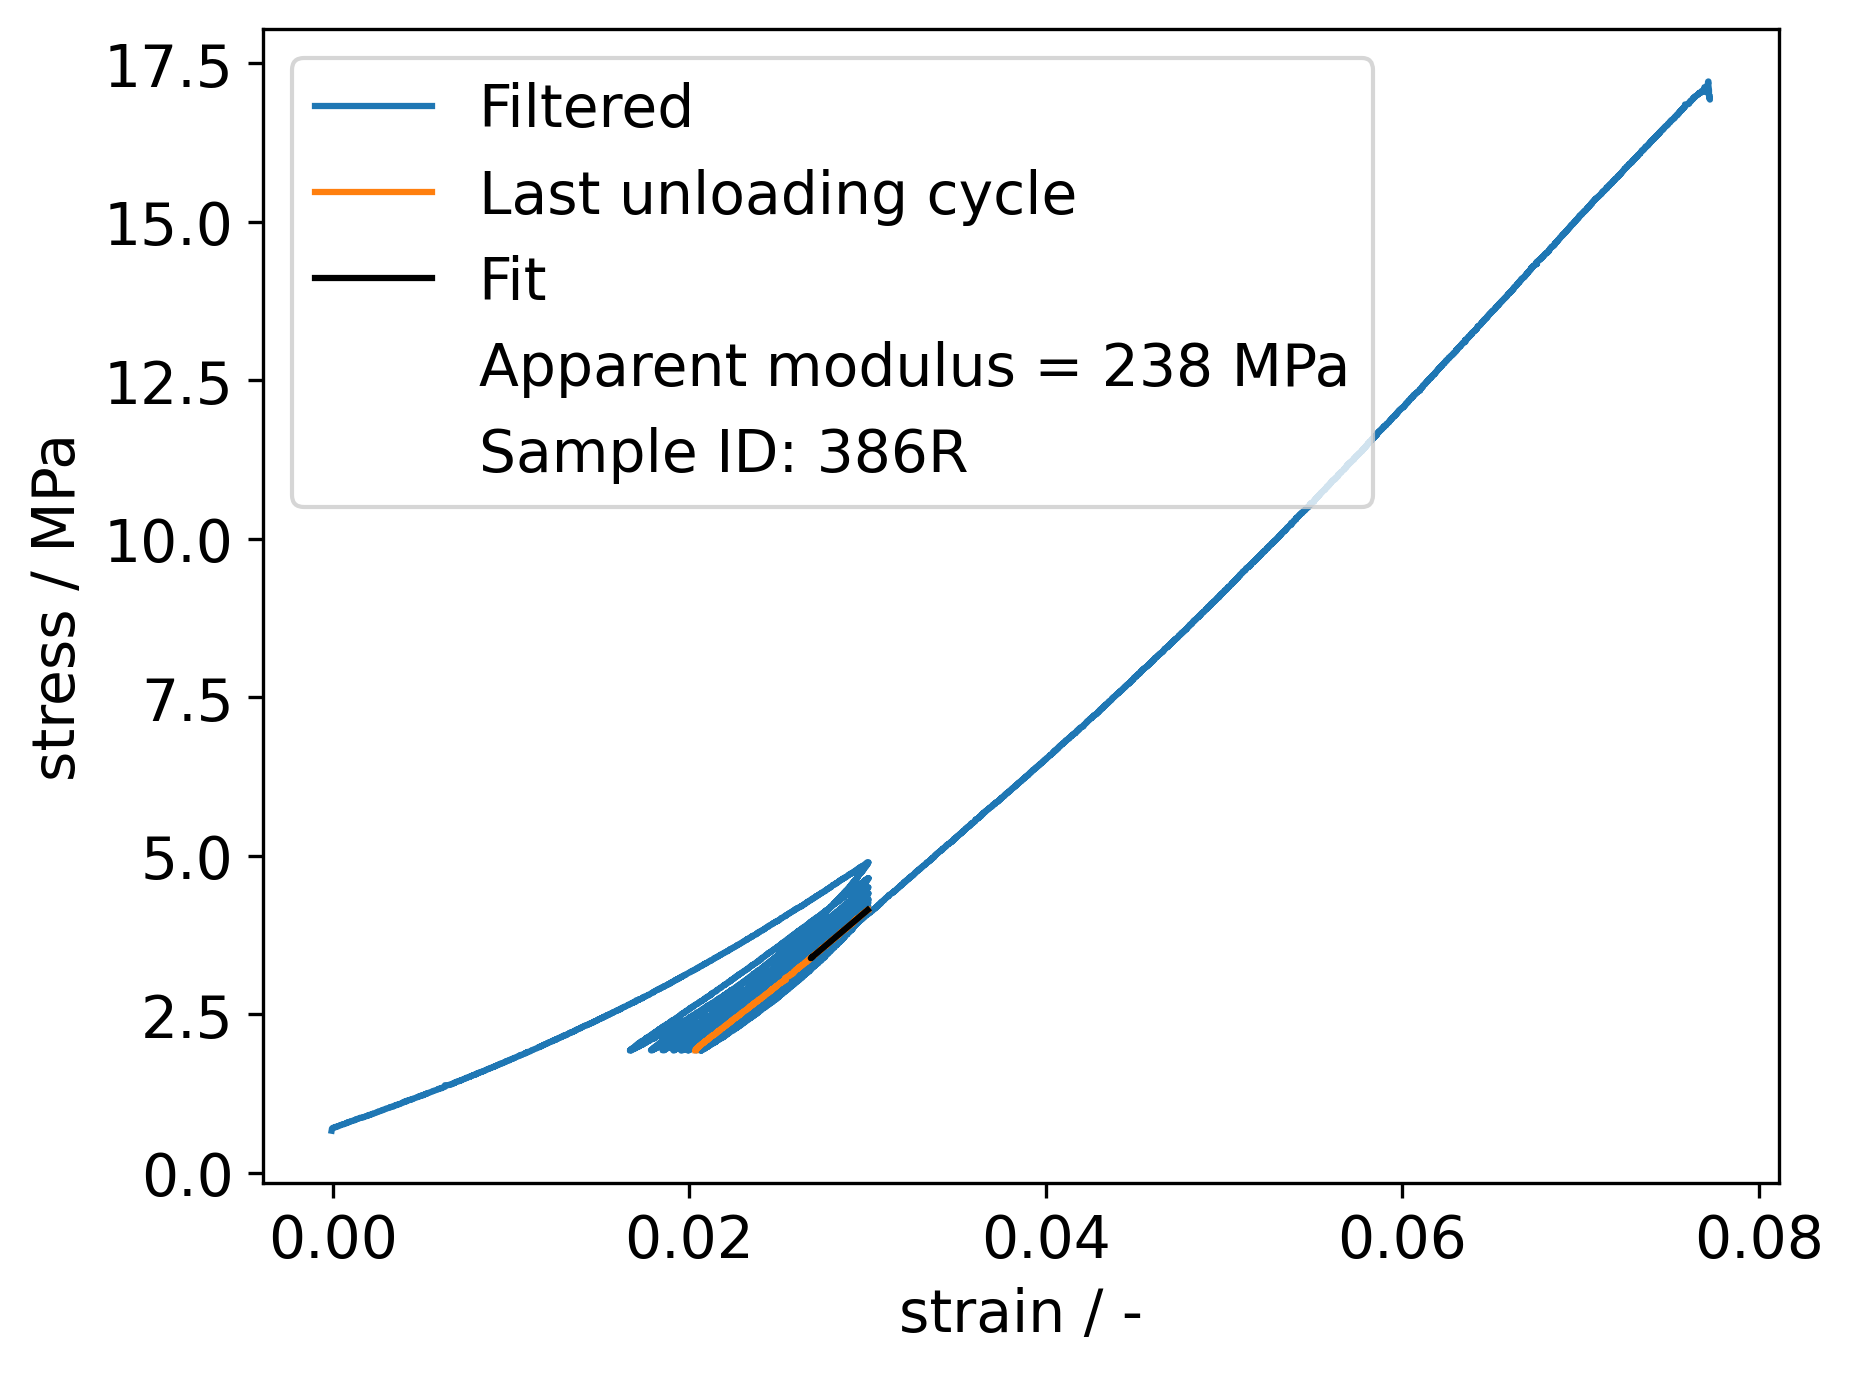 17.5
15.0
12.5
10.0
7.5
5.0
2.5
0.0
stress / MPa
Filtered
Last unloading cycle
Fit
Apparent modulus = 238 MPa
Sample ID: 386R
0.00 0.02 0.04 0.06 0.08
strain / -